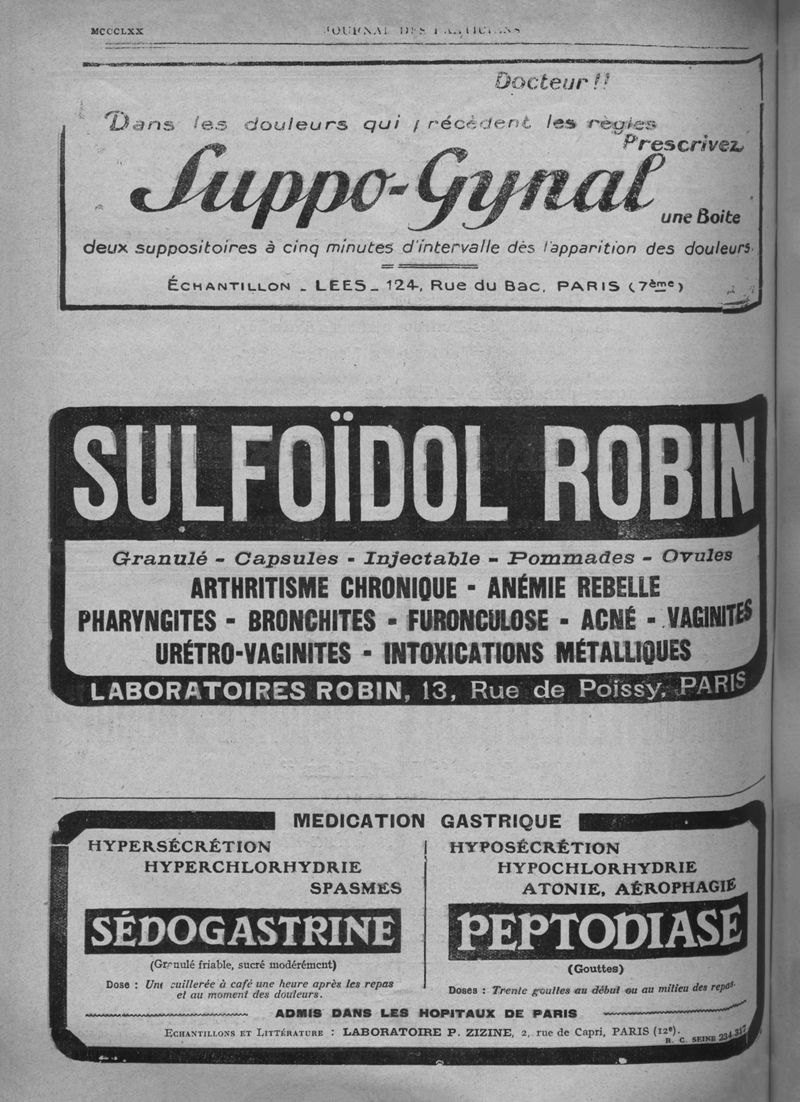 MCCCLXX
JOURNAL DES PRATICIENS
Docteur!!
Dans les douleurs qui précèdent les règles
Prescrivez
Suppo-Gynal
une Boite
deux suppositoires à cinq minutes d'intervalle dès l'apparition des douleurs.
ÉCHANTILLON - LEES - 124, Rue du Bac, PARIS (7ème)
SULFOÏDOL ROBIN
Granulé - Capsules - Injectable - Pommades - Ovules
ARTHRITISME CHRONIQUE - ANÉMIE REBELLE
PHARYNGITES - BRONCHITES - FURONCULOSE - ACNÉ - VAGINITES
URÉTRO-VAGINITES - INTOXICATIONS MÉTALLIQUES
LABORATOIRES ROBIN, 13, Rue de Poissy, PARIS
MEDICATION GASTRIQUE
HYPERSÉCRÉTION
HYPERCHLORHYDRIE
SPASMES
SÉDOGASTRINE
(Granulé friable, sucré modérément)
Dose : Une cuillerée à café une heure après les repas
et au moment des douleurs.
HYPOSÉCRÉTION
HYPOCHLORHYDRIE
ATONIE, AÉROPHAGIE
PEPTODIASE
(Gouttes)
Doses : Trente gouttes au début ou au milieu des repas.
ADMIS DANS LES HOPITAUX DE PARIS
ECHANTILLONS ET LITTÉRATURE : LABORATOIRE P. ZIZINE, 2, rue de Capri, PARIS (12e).
R. C. SEINE 234.317